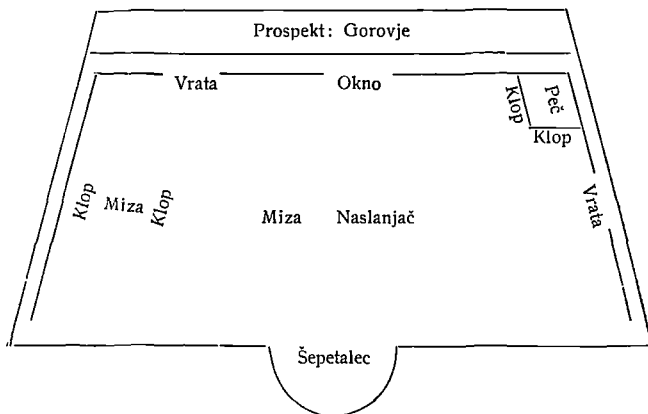 Prospekt: Gorovje
Vrata
Okno
Klop
Peč
Klop
Klop
Miza
Klop
Miza
Naslanjač
Vrata
Šepetalec